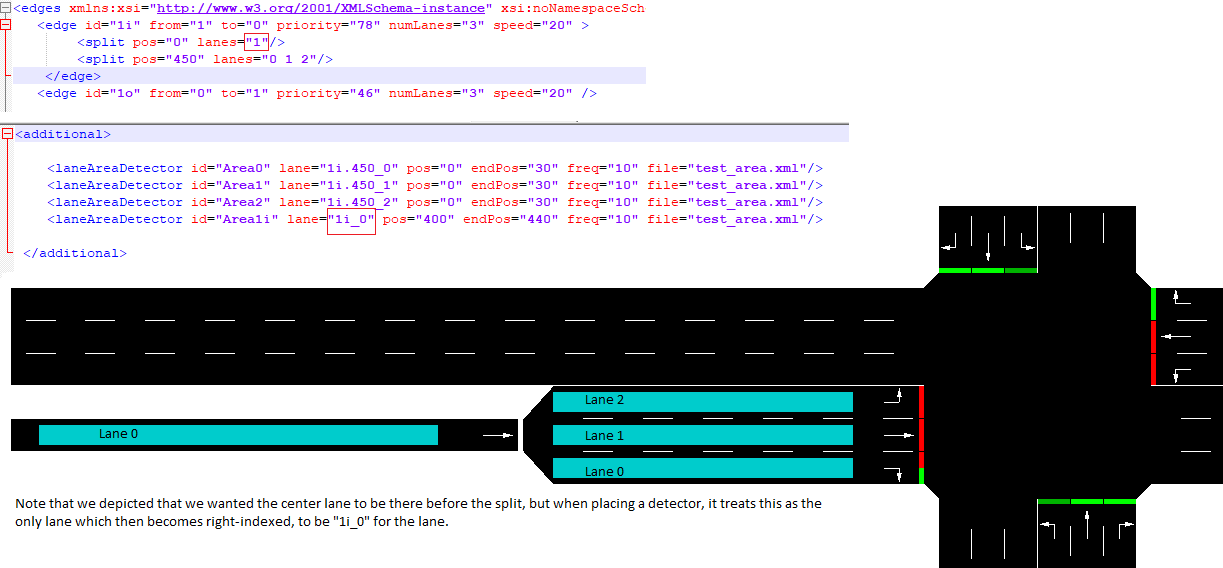 <edges xmlns:xsi="http://www.w3.org/2001/XMLSchema-instance" xsi:noNamespaceSch
<edge id="1i" from="1" to="0" priority="78" numLanes="3" speed="20" >
<split pos="0" lanes="1"/>
<split pos="450" lanes="0 1 2"/>
</edge>
<edge id="1o" from="0" to="1" priority="46" numLanes="3" speed="20" />
<additional>
<laneAreaDetector id="Area0" lane="1i.450_0" pos="0" endPos="30" freq="10" file="test_area.xml"/>
<laneAreaDetector id="Area1" lane="1i.450_1" pos="0" endPos="30" freq="10" file="test_area.xml"/>
<laneAreaDetector id="Area2" lane="1i.450_2" pos="0" endPos="30" freq="10" file="test_area.xml"/>
<laneAreaDetector id="Area1i" lane="1i_0" pos="400" endPos="440" freq="10" file="test_area.xml"/>
</additional>
Lane 2
Lane 0
Lane 1
Lane 0
Note that we depicted that we wanted the center lane to be there before the split, but when placing a detector, it treats this as the
only lane which then becomes right-indexed, to be "1i_0" for the lane.